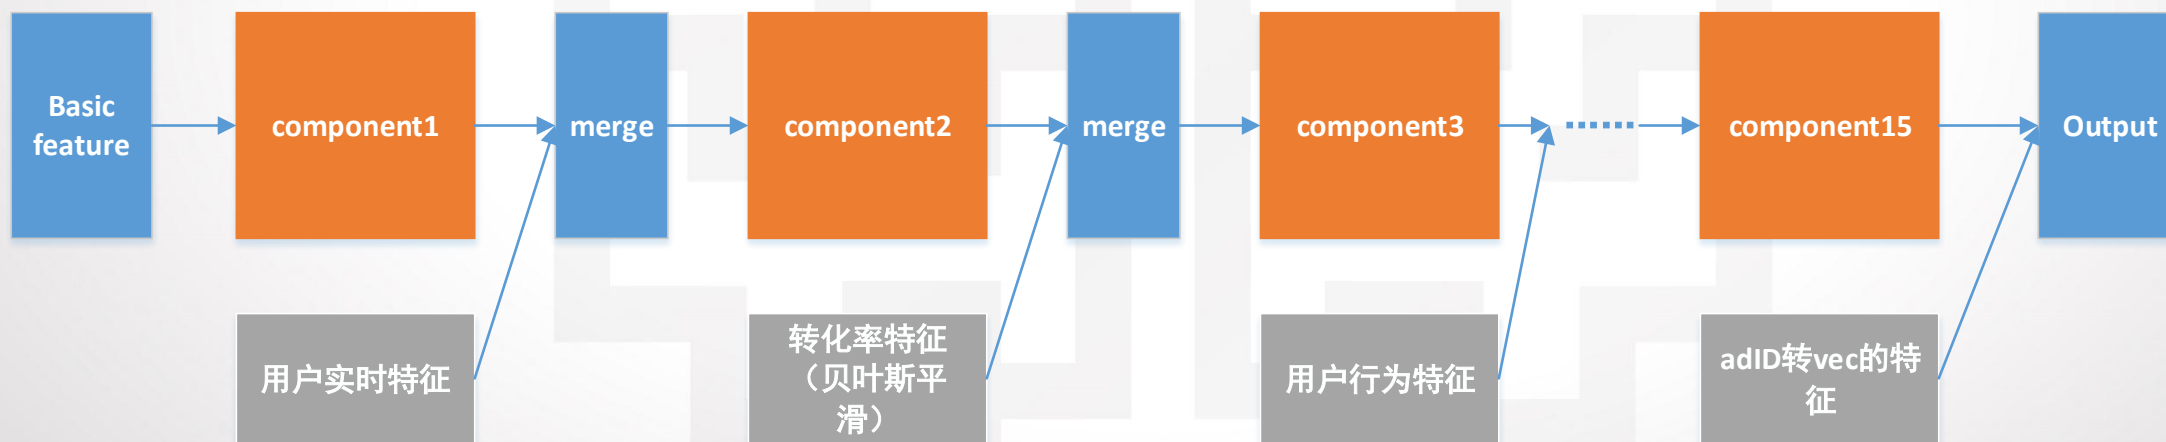 Basic
feature
component1
merge
component2
merge
component3
component15
Output
用户实时特征
转化率特征
（贝叶斯平
滑）
用户行为特征
adID转vec的特
征